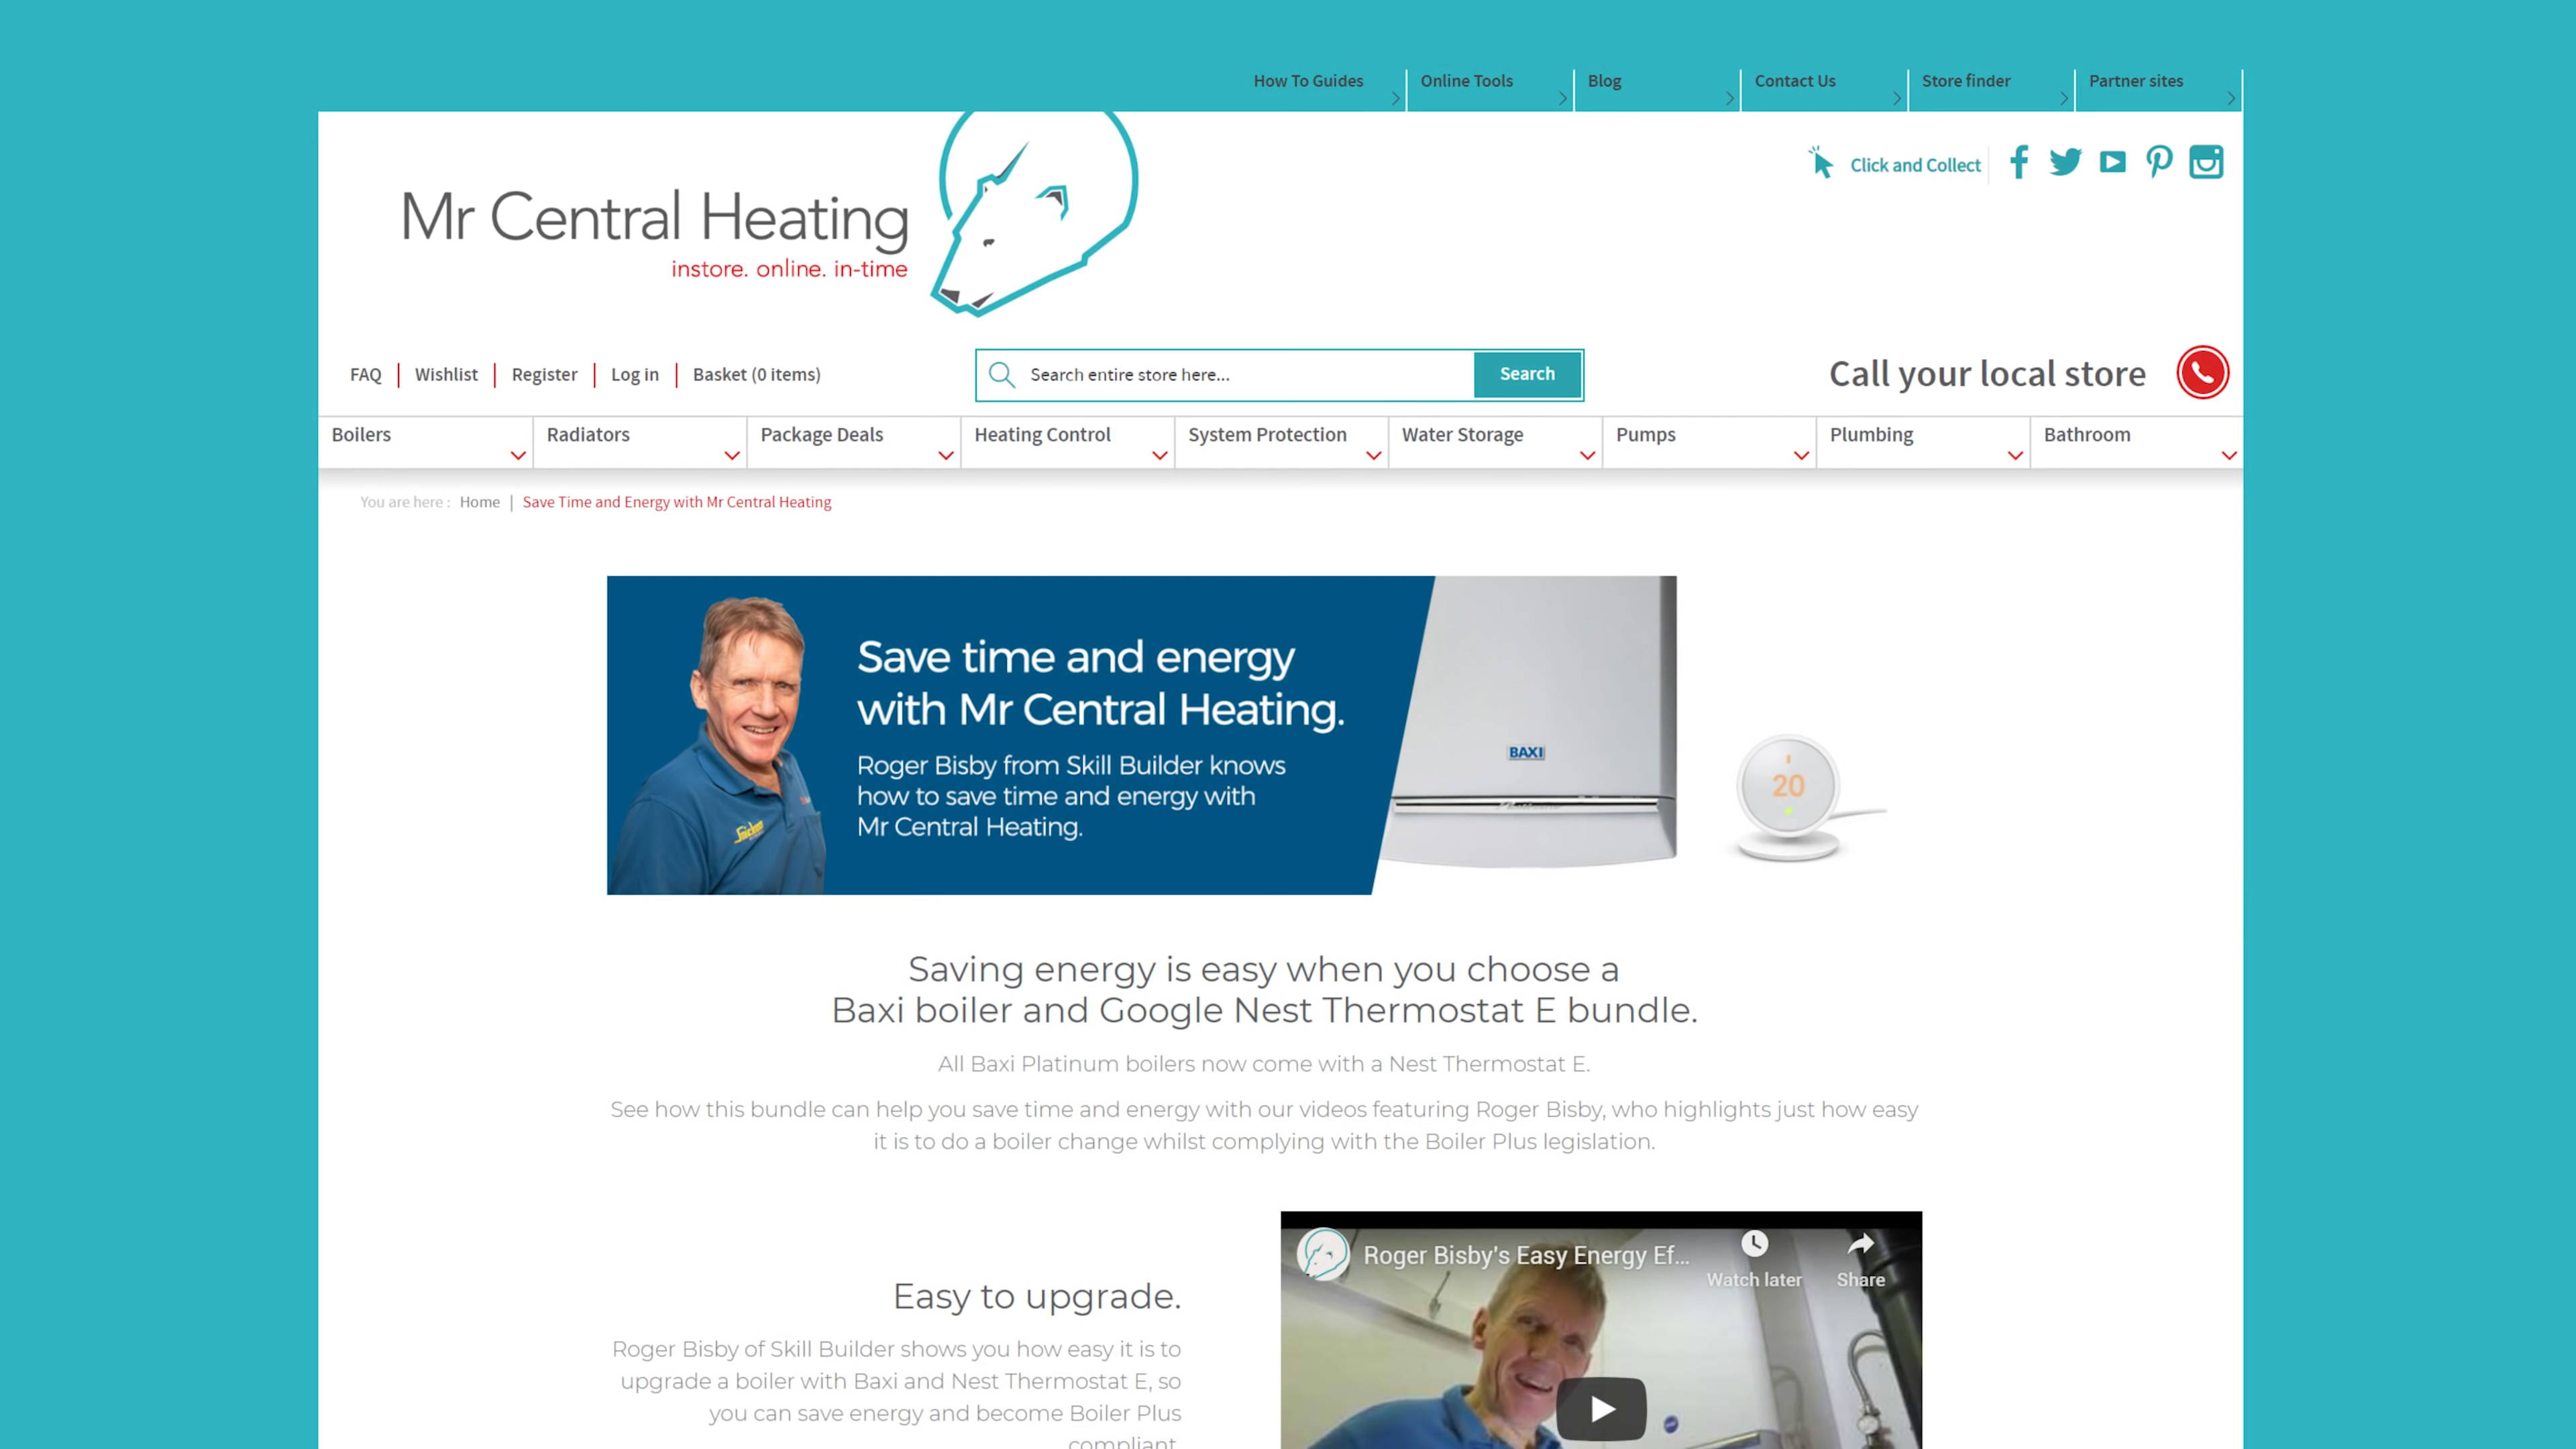 How To Guides
Online Tools
Blog
Contact Us
Store finder
Partner sites
Mr Central Heating
instore. online. in-time
Click and Collect
FAQ
Wishlist
Register
Log in
Basket (0 items)
Search entire store here...
Search
Call your local store
Boilers
Radiators
Package Deals
Heating Control
System Protection
Water Storage
Pumps
Plumbing
Bathroom
You are here : Home | Save Time and Energy with Mr Central Heating
Save time and energy
with Mr Central Heating.
Roger Bisby from Skill Builder knows
how to save time and energy with
Mr Central Heating.
BAXI
20
Saving energy is easy when you choose a
Baxi boiler and Google Nest Thermostat E bundle.
All Baxi Platinum boilers now come with a Nest Thermostat E.
See how this bundle can help you save time and energy with our videos featuring Roger Bisby, who highlights just how easy
it is to do a boiler change whilst complying with the Boiler Plus legislation.
Roger Bisby's Easy Energy Ef...
Watch later
Share
Easy to upgrade.
Roger Bisby of Skill Builder shows you how easy it is to
upgrade a boiler with Baxi and Nest Thermostat E, so
you can save energy and become Boiler Plus
compliant.